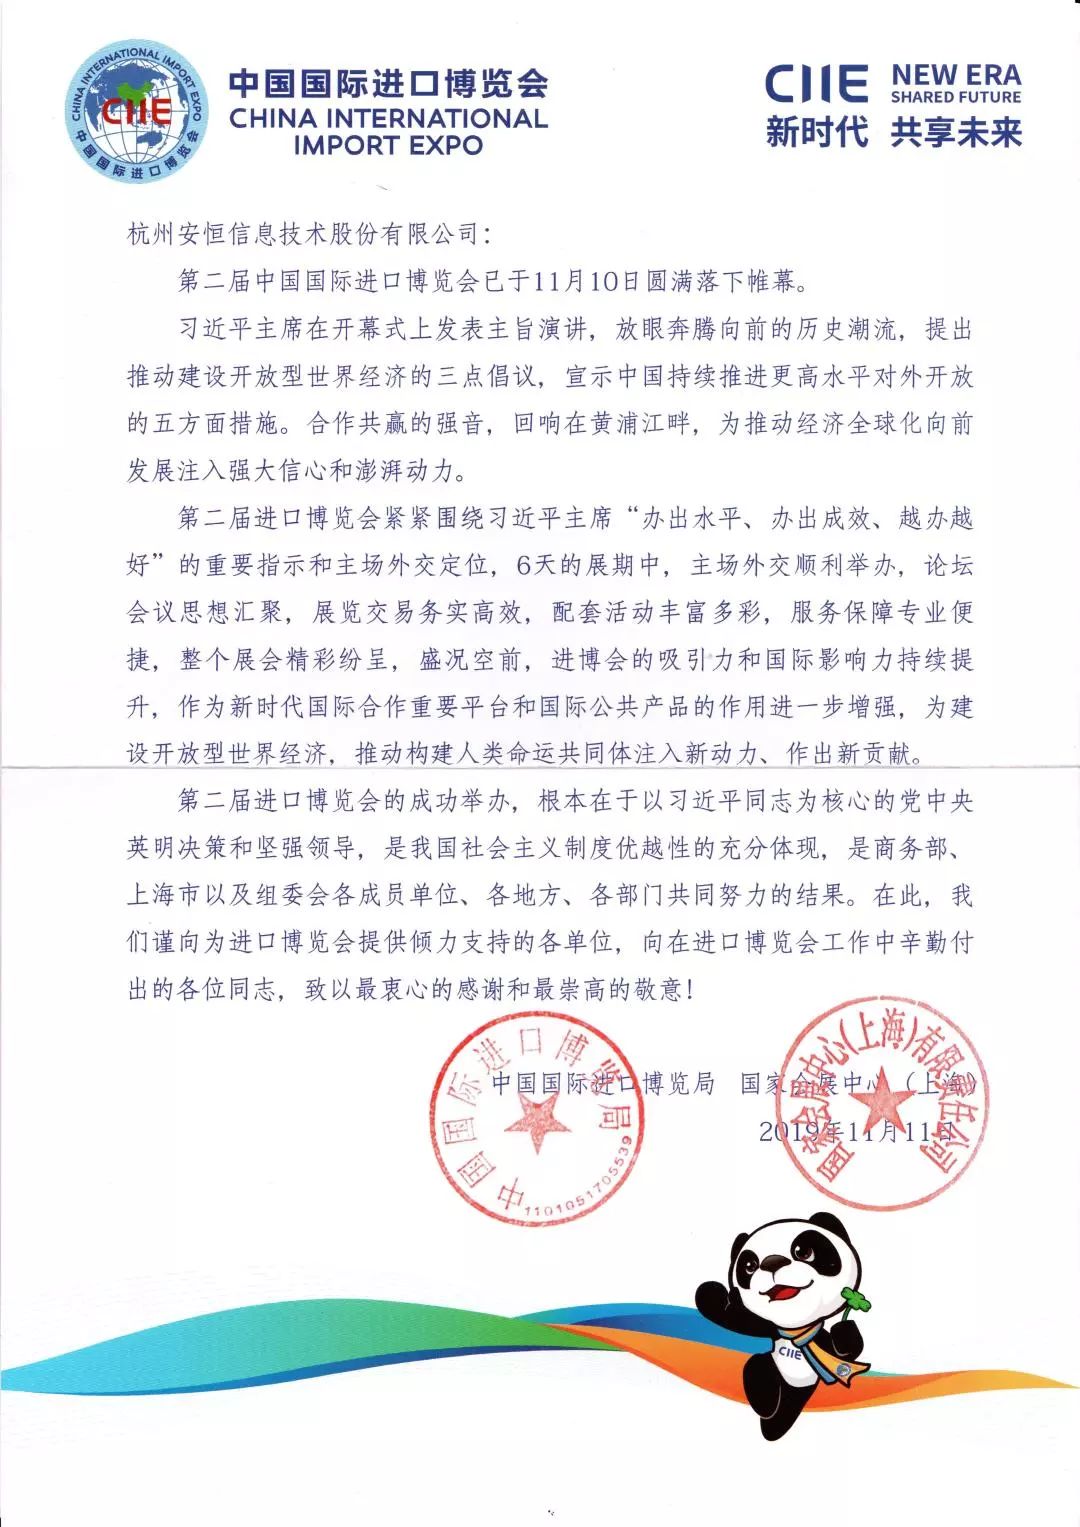 中国国际进口博览会
CHINA INTERNATIONAL
IMPORT EXPO
CHINA INTERNATIONAL IMPORT EXPO
CIIE
中国国际进口博览会
CIIE NEW ERA
SHARED FUTURE
新时代 共享未来
杭州安恒信息技术股份有限公司：
第二届中国国际进口博览会已于11月10日圆满落下帷幕。
习近平主席在开幕式上发表主旨演讲，放眼奔腾向前的历史潮流，提出
推动建设开放型世界经济的三点倡议，宣示中国持续推进更高水平对外开放
的五方面措施。合作共赢的强音，回响在黄浦江畔，为推动经济全球化向前
发展注入强大信心和澎湃动力。
第二届进口博览会紧紧围绕习近平主席“办出水平、办出成效、越办越
好”的重要指示和主场外交定位，6天的展期中，主场外交顺利举办，论坛
会议思想汇聚，展览交易务实高效，配套活动丰富多彩，服务保障专业便
捷，整个展会精彩纷呈，盛况空前，进博会的吸引力和国际影响力持续提
升，作为新时代国际合作重要平台和国际公共产品的作用进一步增强，为建
设开放型世界经济，推动构建人类命运共同体注入新动力、作出新贡献。
第二届进口博览会的成功举办，根本在于以习近平同志为核心的党中央
英明决策和坚强领导，是我国社会主义制度优越性的充分体现，是商务部、
上海市以及组委会各成员单位、各地方、各部门共同努力的结果。在此，我
们谨向为进口博览会提供倾力支持的各单位，向在进口博览会工作中辛勤付
出的各位同志，致以最衷心的感谢和最崇高的敬意！
中国国际进口博览局 国家会展中心（上海）
2019年11月11日
中国国际进口博览局
1101051705539
国家会展中心(上海)有限责任公司
CIIE